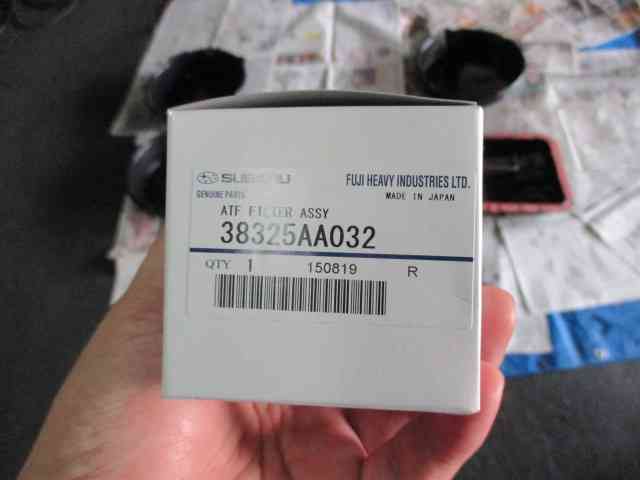 SUBARU
FUJI HEAVY INDUSTRIES LTD.
GENUINE PARTS
MADE IN JAPAN
ATF FILTER ASSY
38325AA032
QTY 1 150819 R